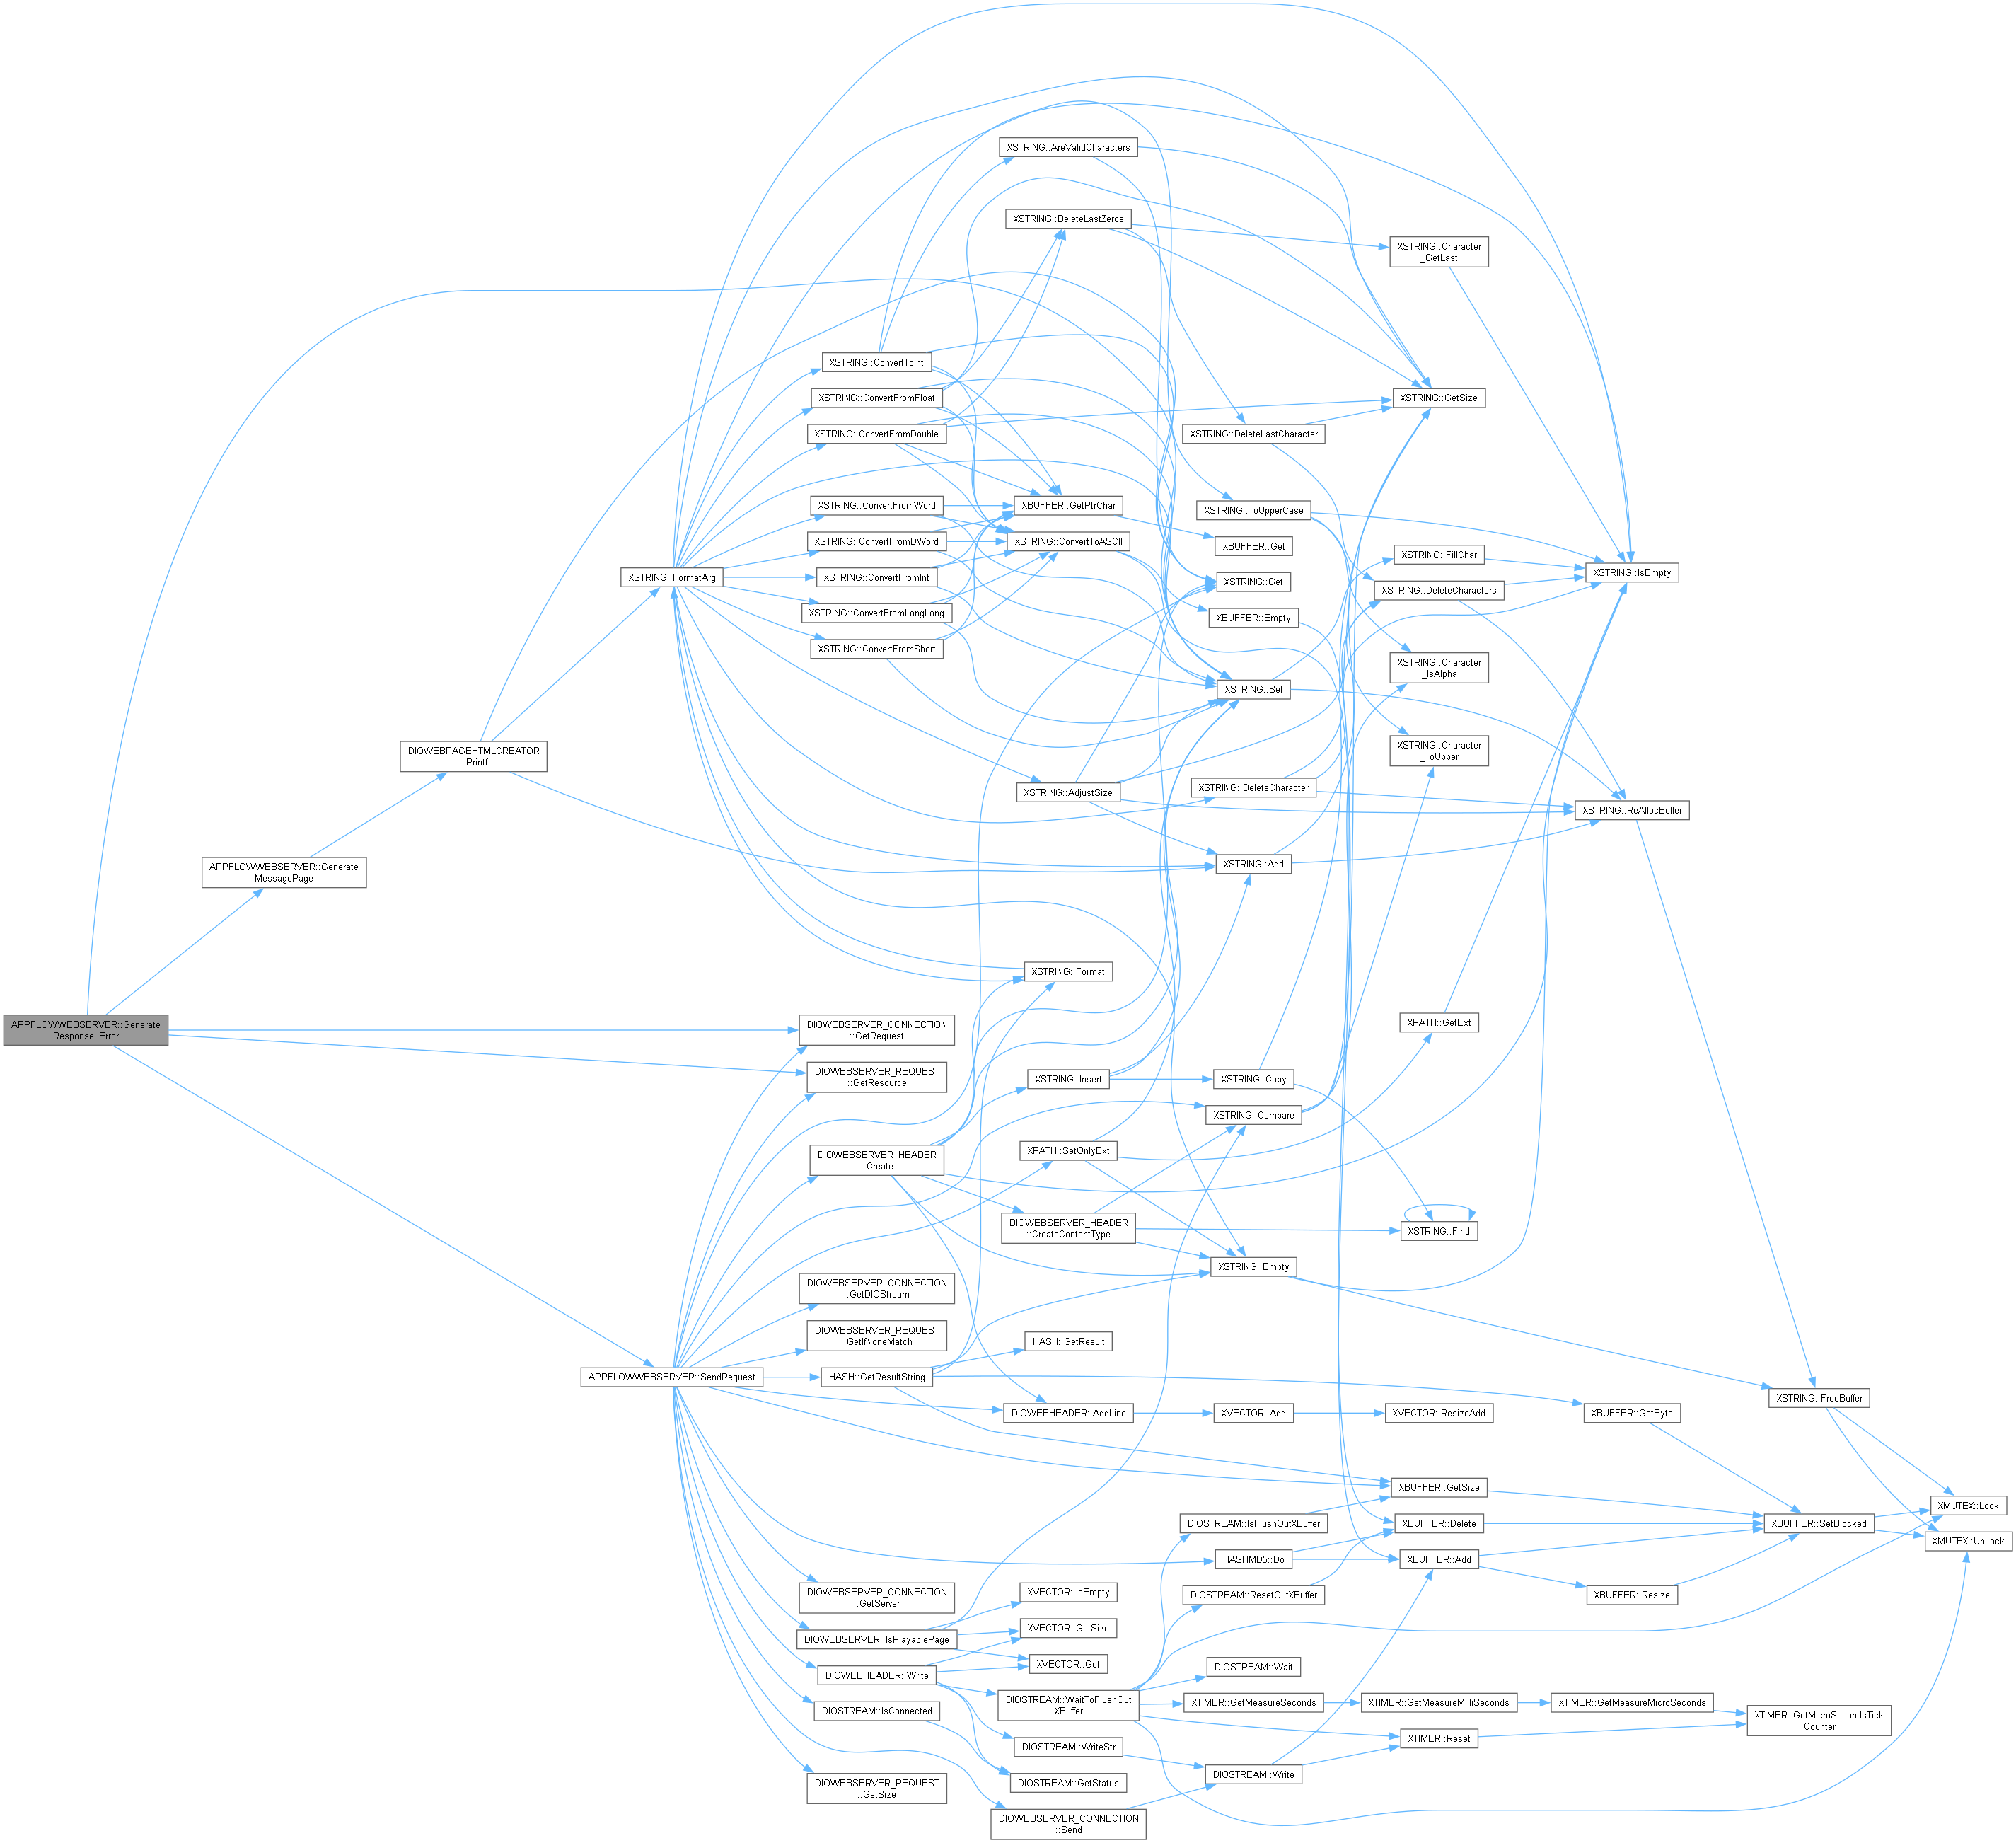 XSTRING::AreValidCharacters
XSTRING::DeleteLastZeros
XSTRING::Character
_GetLast
XSTRING::ConvertToInt
XSTRING::ConvertFromFloat
XSTRING::GetSize
XSTRING::ConvertFromDouble
XSTRING::DeleteLastCharacter
XSTRING::ConvertFromWord
XBUFFER::GetPtrChar
XSTRING::ToUpperCase
XSTRING::ConvertFromDWord
XSTRING::ConvertToASCII
XBUFFER::Get
XSTRING::FillChar
XSTRING::FormatArg
XSTRING::ConvertFromInt
XSTRING::Get
XSTRING::IsEmpty
XSTRING::DeleteCharacters
XSTRING::ConvertFromLongLong
XBUFFER::Empty
XSTRING::ConvertFromShort
XSTRING::Character
_IsAlpha
XSTRING::Set
DIOWEBPAGEHTMLCREATOR
::Printf
XSTRING::Character
_ToUpper
XSTRING::AdjustSize
XSTRING::DeleteCharacter
XSTRING::ReAllocBuffer
APPFLOWWEBSERVER::Generate
MessagePage
XSTRING::Add
XSTRING::Format
APPFLOWWEBSERVER::Generate
Response_Error
DIOWEBSERVER_CONNECTION
::GetRequest
XPATH::GetExt
DIOWEBSERVER_REQUEST
::GetResource
XSTRING::Insert
XSTRING::Copy
XSTRING::Compare
DIOWEBSERVER_HEADER
::Create
XPATH::SetOnlyExt
DIOWEBSERVER_HEADER
::CreateContentType
XSTRING::Find
XSTRING::Empty
DIOWEBSERVER_CONNECTION
::GetDIOStream
DIOWEBSERVER_REQUEST
::GetIfNoneMatch
HASH::GetResult
APPFLOWWEBSERVER::SendRequest
HASH::GetResultString
XSTRING::FreeBuffer
DIOWEBHEADER::AddLine
XVECTOR::Add
XVECTOR::ResizeAdd
XBUFFER::GetByte
XBUFFER::GetSize
XMUTEX::Lock
DIOSTREAM::IsFlushOutXBuffer
XBUFFER::Delete
XBUFFER::SetBlocked
XMUTEX::UnLock
HASHMD5::Do
XBUFFER::Add
DIOWEBSERVER_CONNECTION
::GetServer
XVECTOR::IsEmpty
DIOSTREAM::ResetOutXBuffer
XBUFFER::Resize
XVECTOR::GetSize
DIOWEBSERVER::IsPlayablePage
XVECTOR::Get
DIOWEBHEADER::Write
DIOSTREAM::Wait
DIOSTREAM::WaitToFlushOut
XBuffer
XTIMER::GetMeasureSeconds
XTIMER::GetMeasureMilliSeconds
XTIMER::GetMeasureMicroSeconds
DIOSTREAM::IsConnected
XTIMER::GetMicroSecondsTick
Counter
XTIMER::Reset
DIOSTREAM::WriteStr
DIOSTREAM::Write
DIOSTREAM::GetStatus
DIOWEBSERVER_REQUEST
::GetSize
DIOWEBSERVER_CONNECTION
::Send